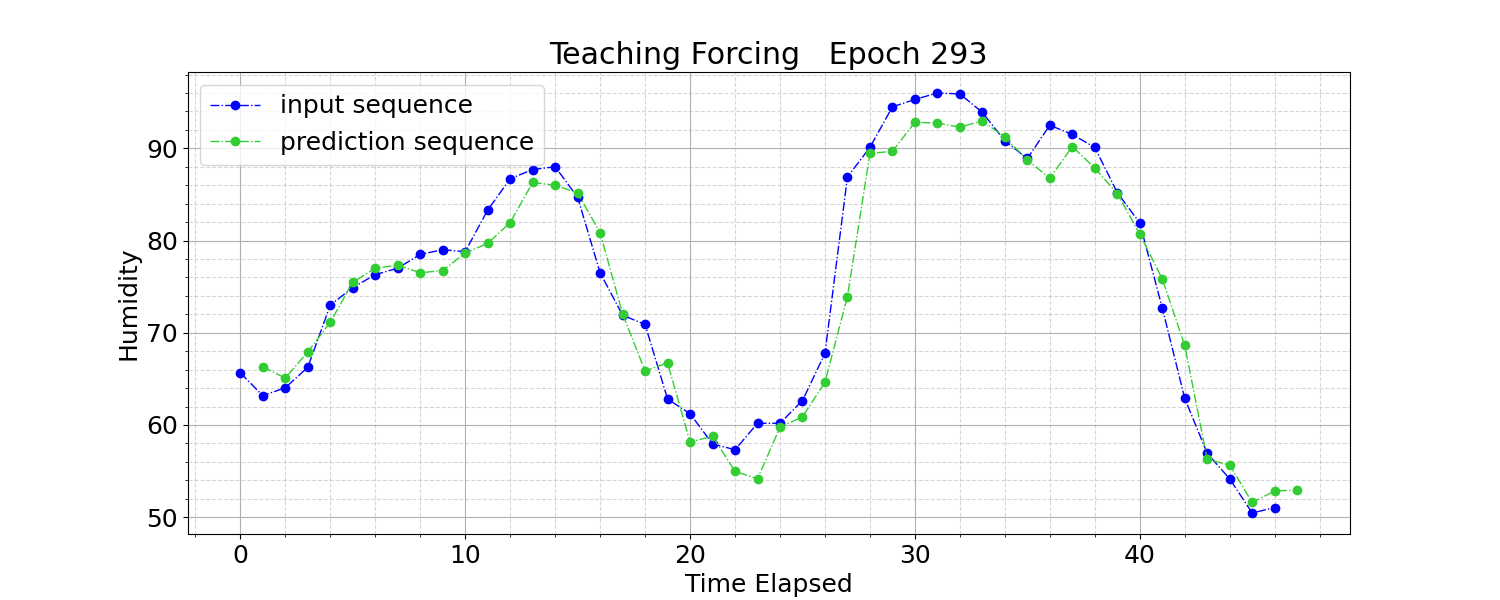 Teaching Forcing   Epoch 293
input sequence
prediction sequence
90
80
70
60
50
Humidity
0 10 20 30 40
Time Elapsed